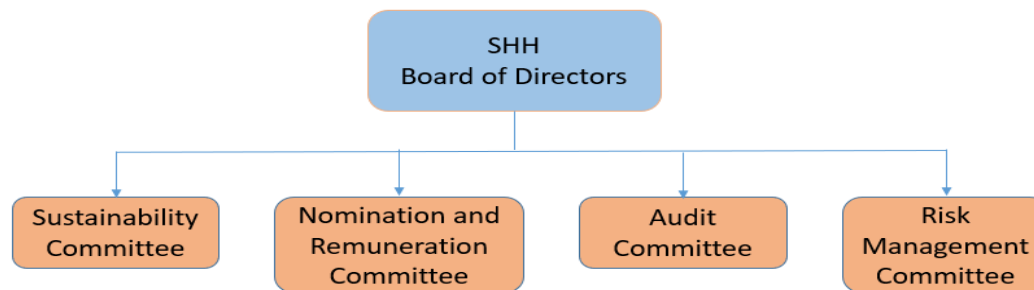 SHH
Board of Directors
Sustainability
Committee
Nomination and
Remuneration
Committee
Audit
Committee
Risk
Management
Committee